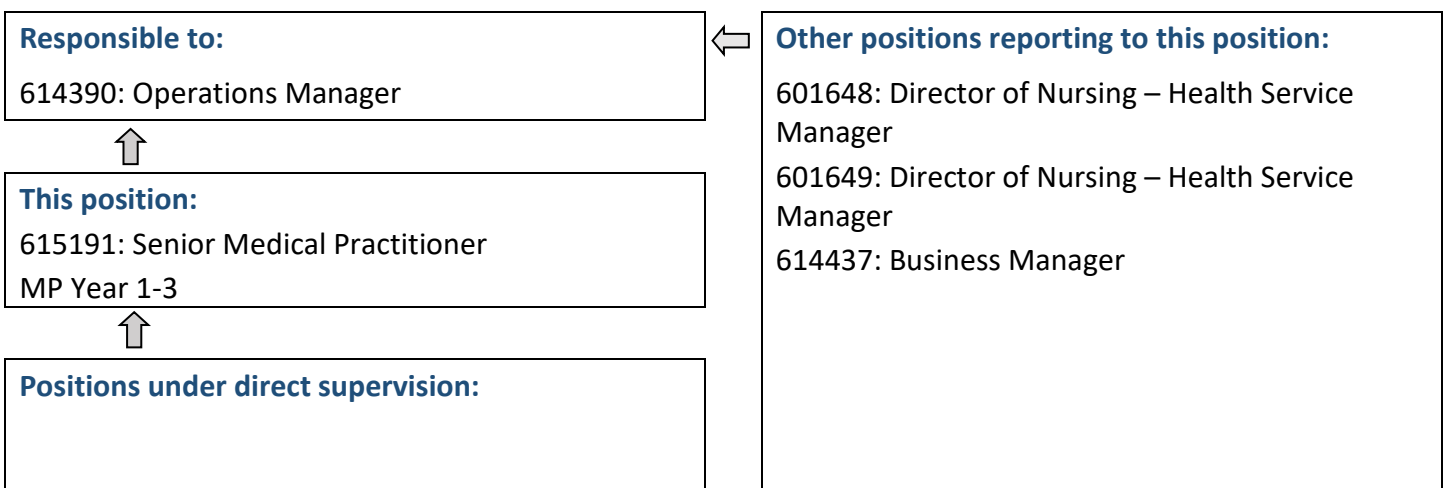 Responsible to:
614390: Operations Manager
This position:
615191: Senior Medical Practitioner
MP Year 1-3
Positions under direct supervision:
Other positions reporting to this position:
601648: Director of Nursing – Health Service
Manager
601649: Director of Nursing – Health Service
Manager
614437: Business Manager